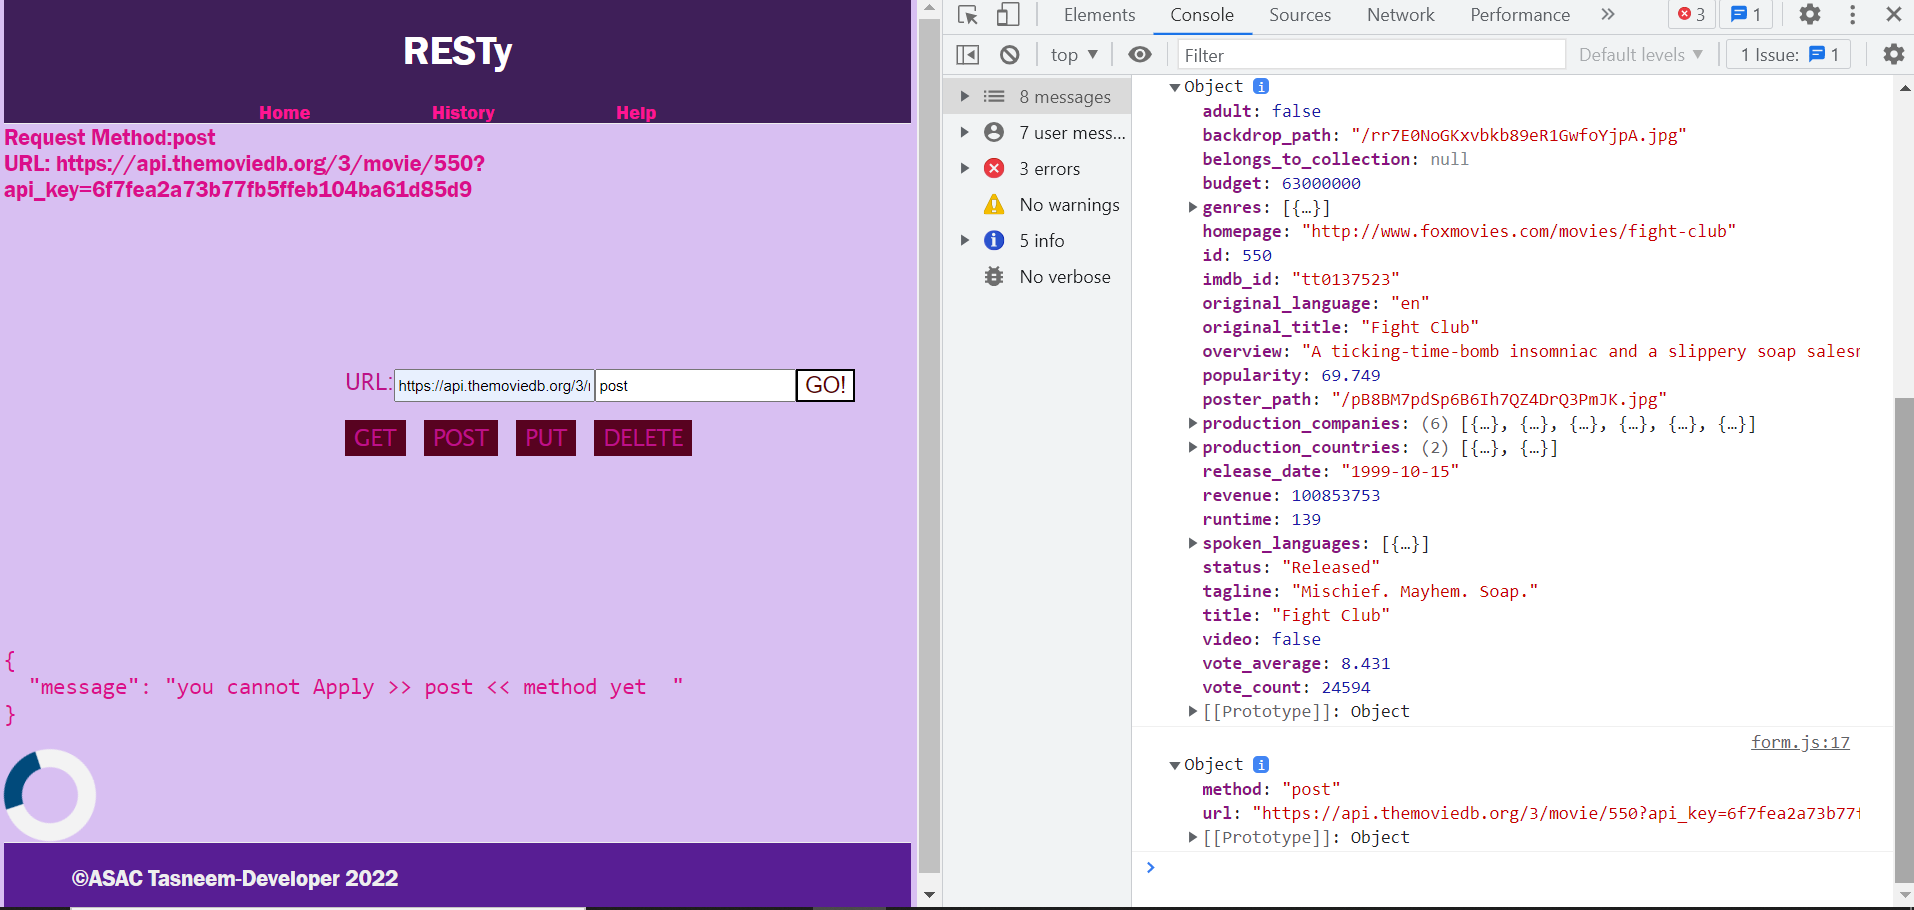 RESTy
Home History Help
Request Method:post
URL: https://api.themoviedb.org/3/movie/550?
api_key=6f7fea2a73b77fb5ffeb104ba61d85d9
URL: https://api.themoviedb.org/3/ post GO!
GET POST PUT DELETE
{
"message": "you cannot Apply >> post << method yet  "
}
©ASAC Tasneem-Developer 2022
Elements Console Sources Network Performance » 3 1
top ▼ Filter Default levels ▼ 1 Issue: 1
8 messages
7 user mess...
3 errors
No warnings
5 info
No verbose
Object i
adult: false
backdrop_path: "/rr7E0NoGKxvbkb89eR1GwfoYjpA.jpg"
belongs_to_collection: null
budget: 63000000
genres: [{…}]
homepage: "http://www.foxmovies.com/movies/fight-club"
id: 550
imdb_id: "tt0137523"
original_language: "en"
original_title: "Fight Club"
overview: "A ticking-time-bomb insomniac and a slippery soap salesm
popularity: 69.749
poster_path: "/pB8BM7pdSp6B6Ih7QZ4DrQ3PmJK.jpg"
production_companies: (6) [{…}, {…}, {…}, {…}, {…}, {…}]
production_countries: (2) [{…}, {…}]
release_date: "1999-10-15"
revenue: 100853753
runtime: 139
spoken_languages: [{…}]
status: "Released"
tagline: "Mischief. Mayhem. Soap."
title: "Fight Club"
video: false
vote_average: 8.431
vote_count: 24594
[[Prototype]]: Object
form.js:17
Object i
method: "post"
url: "https://api.themoviedb.org/3/movie/550?api_key=6f7fea2a73b77f
[[Prototype]]: Object